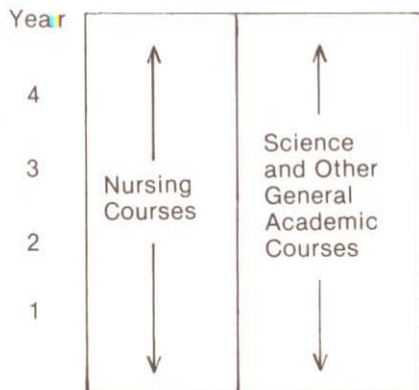 Year
4
3
2
1
Nursing
Courses
Science
and Other
General
Academic
Courses